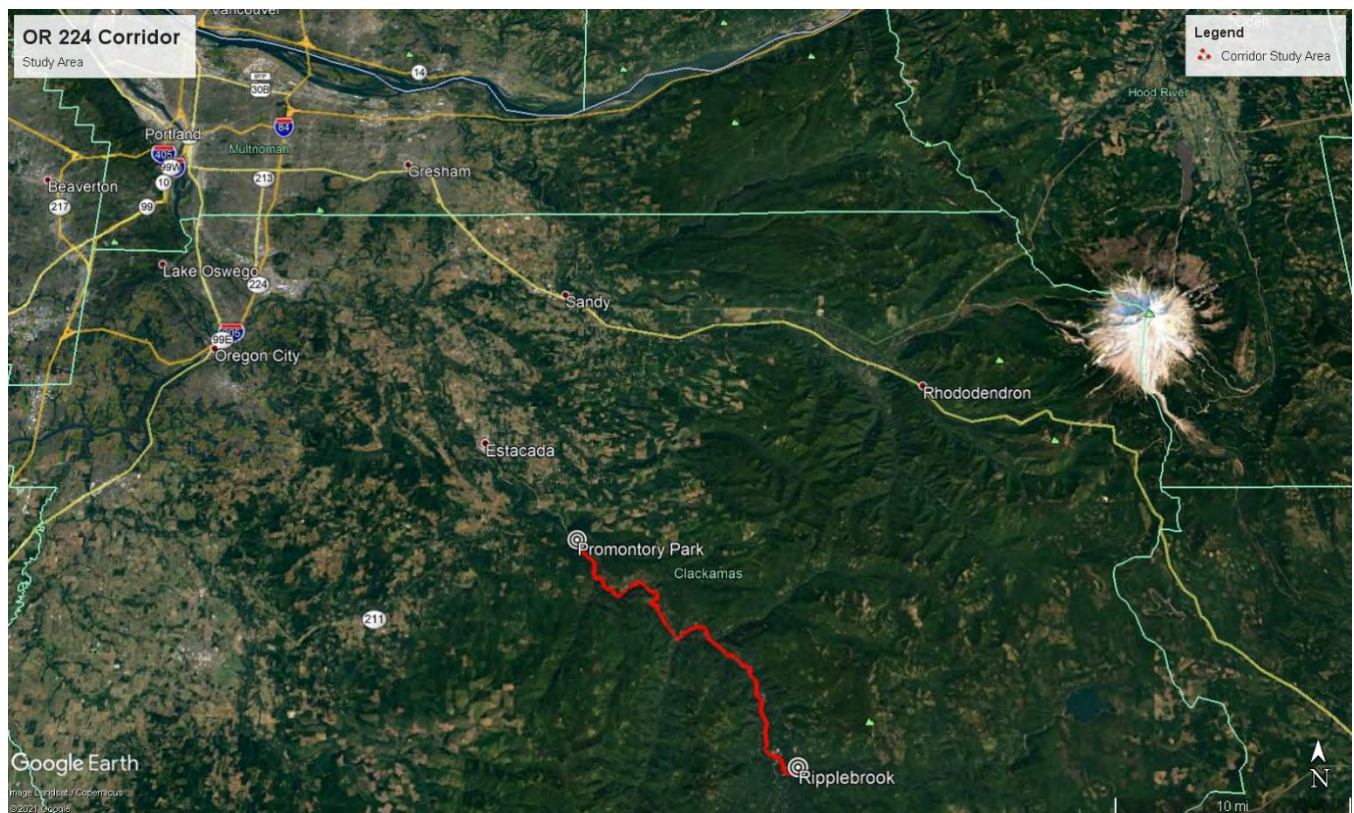 Vancouver
OR 224 Corridor
Study Area
Legend
Corridor Study Area
Odell
14
BYP
30B
Hood River
84
Portland
Multnomah
405
99W
Gresham
213
10
Beaverton
217
99
Lake Oswego
224
Sandy
205
99E
Oregon City
Rhododendron
Estacada
Promontory Park
Clackamas
211
Google Earth
Ripplebrook
Image Landsat / Copernicus
© 2021 Google
N
10 mi